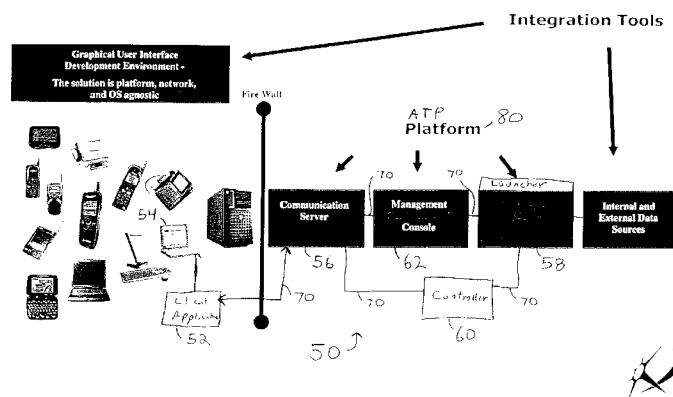 Integration Tools
Graphical User Interface
Development Environment -
The solution is platform, network,
and OS agnostic
Fire Wall
ATP
Platform 80
70
70
Launcher
Communication
Server
Management
Console
Internal and
External Data
Sources
54
56
62
58
70
70
70
Client
Controller
52
60
50